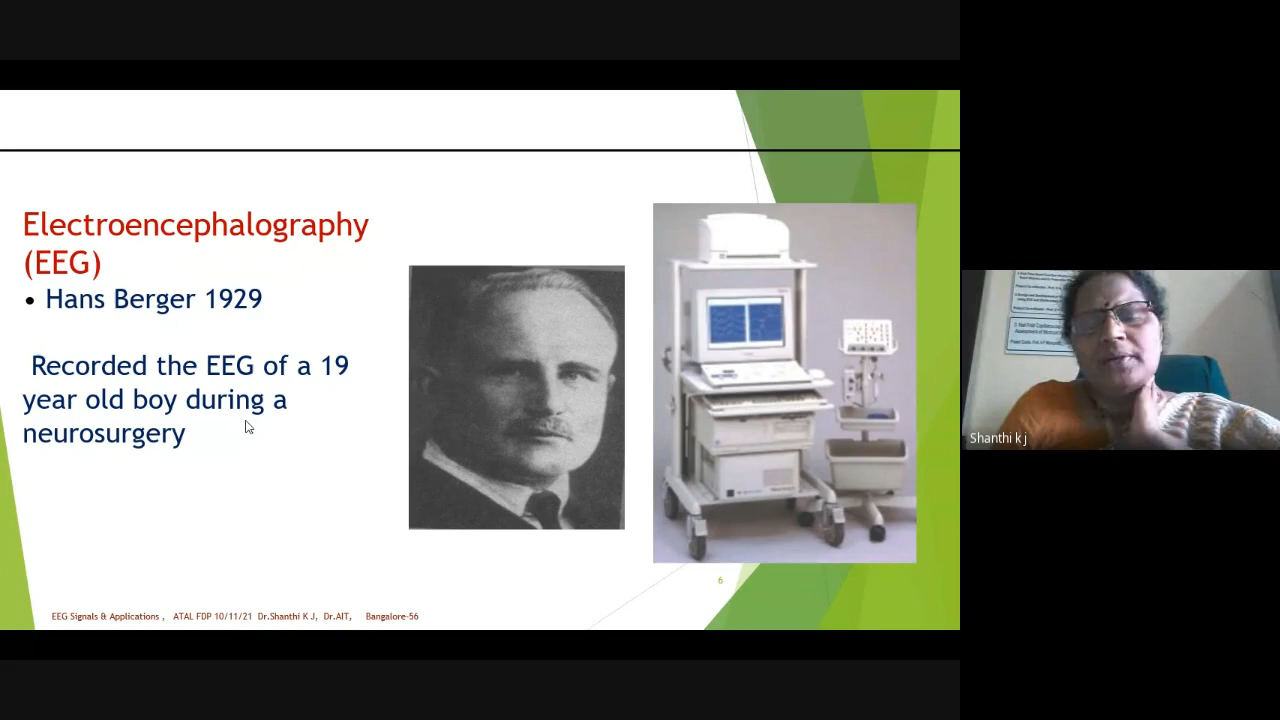 Electroencephalography
(EEG)
• Hans Berger 1929
Recorded the EEG of a 19
year old boy during a
neurosurgery
6
EEG Signals & Applications , ATAL FDP 10/11/21 Dr.Shanthi K J, Dr.AIT, Bangalore-56
Shanthi k j